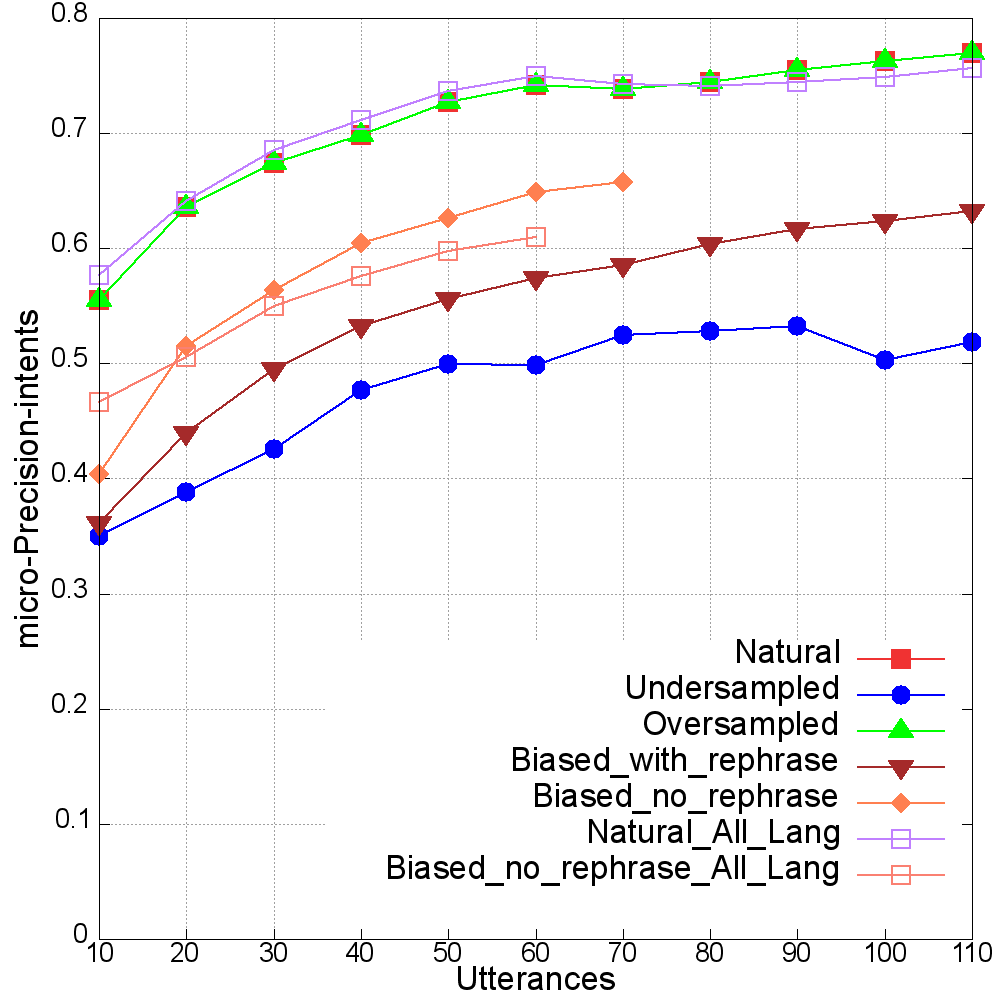 0.8
0.7
0.6
0.5
0.4
0.3
0.2
0.1
0
micro-Precision-intents
Natural
Undersampled
Oversampled
Biased_with_rephrase
Biased_no_rephrase
Natural_All_Lang
Biased_no_rephrase_All_Lang
10 20 30 40 50 60 70 80 90 100 110
Utterances